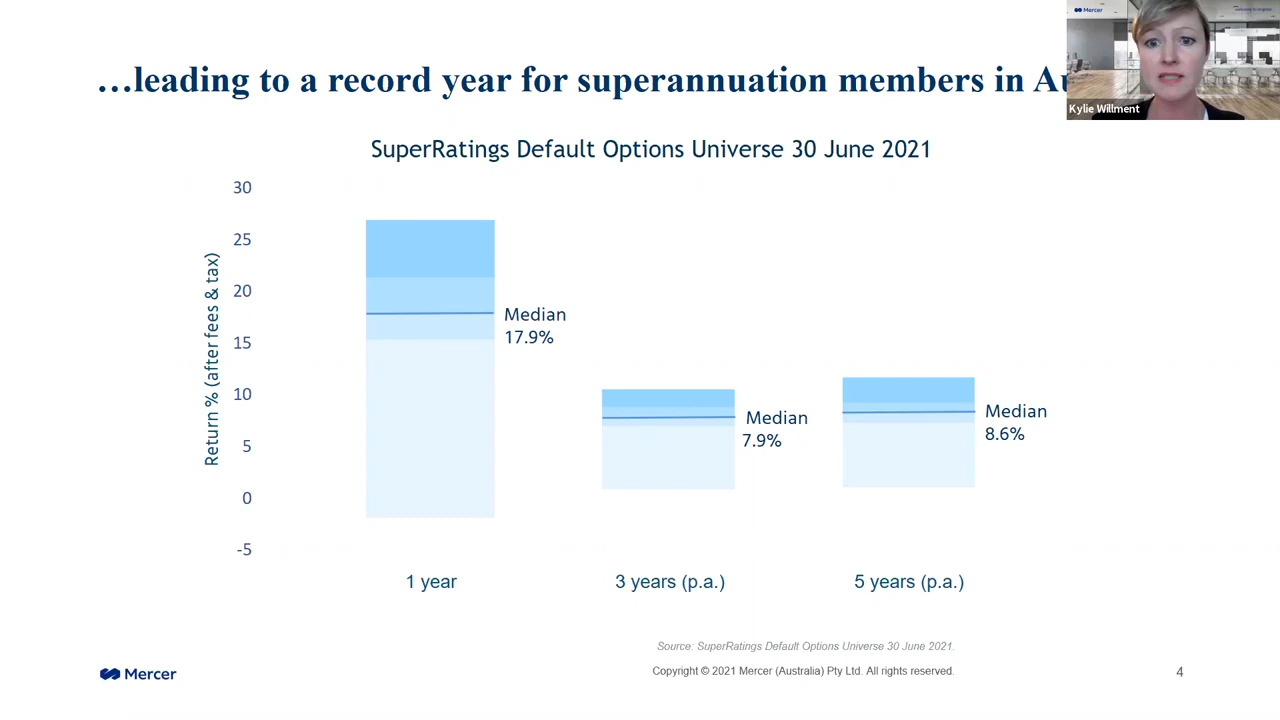 Mercer
…leading to a record year for superannuation members in Au
Kylie Willment
SuperRatings Default Options Universe 30 June 2021
Return % (after fees & tax)
30
25
20
15
10
5
0
-5
Median
17.9%
Median
7.9%
Median
8.6%
1 year
3 years (p.a.)
5 years (p.a.)
Source: SuperRatings Default Options Universe 30 June 2021.
Mercer
Copyright © 2021 Mercer (Australia) Pty Ltd. All rights reserved.
4